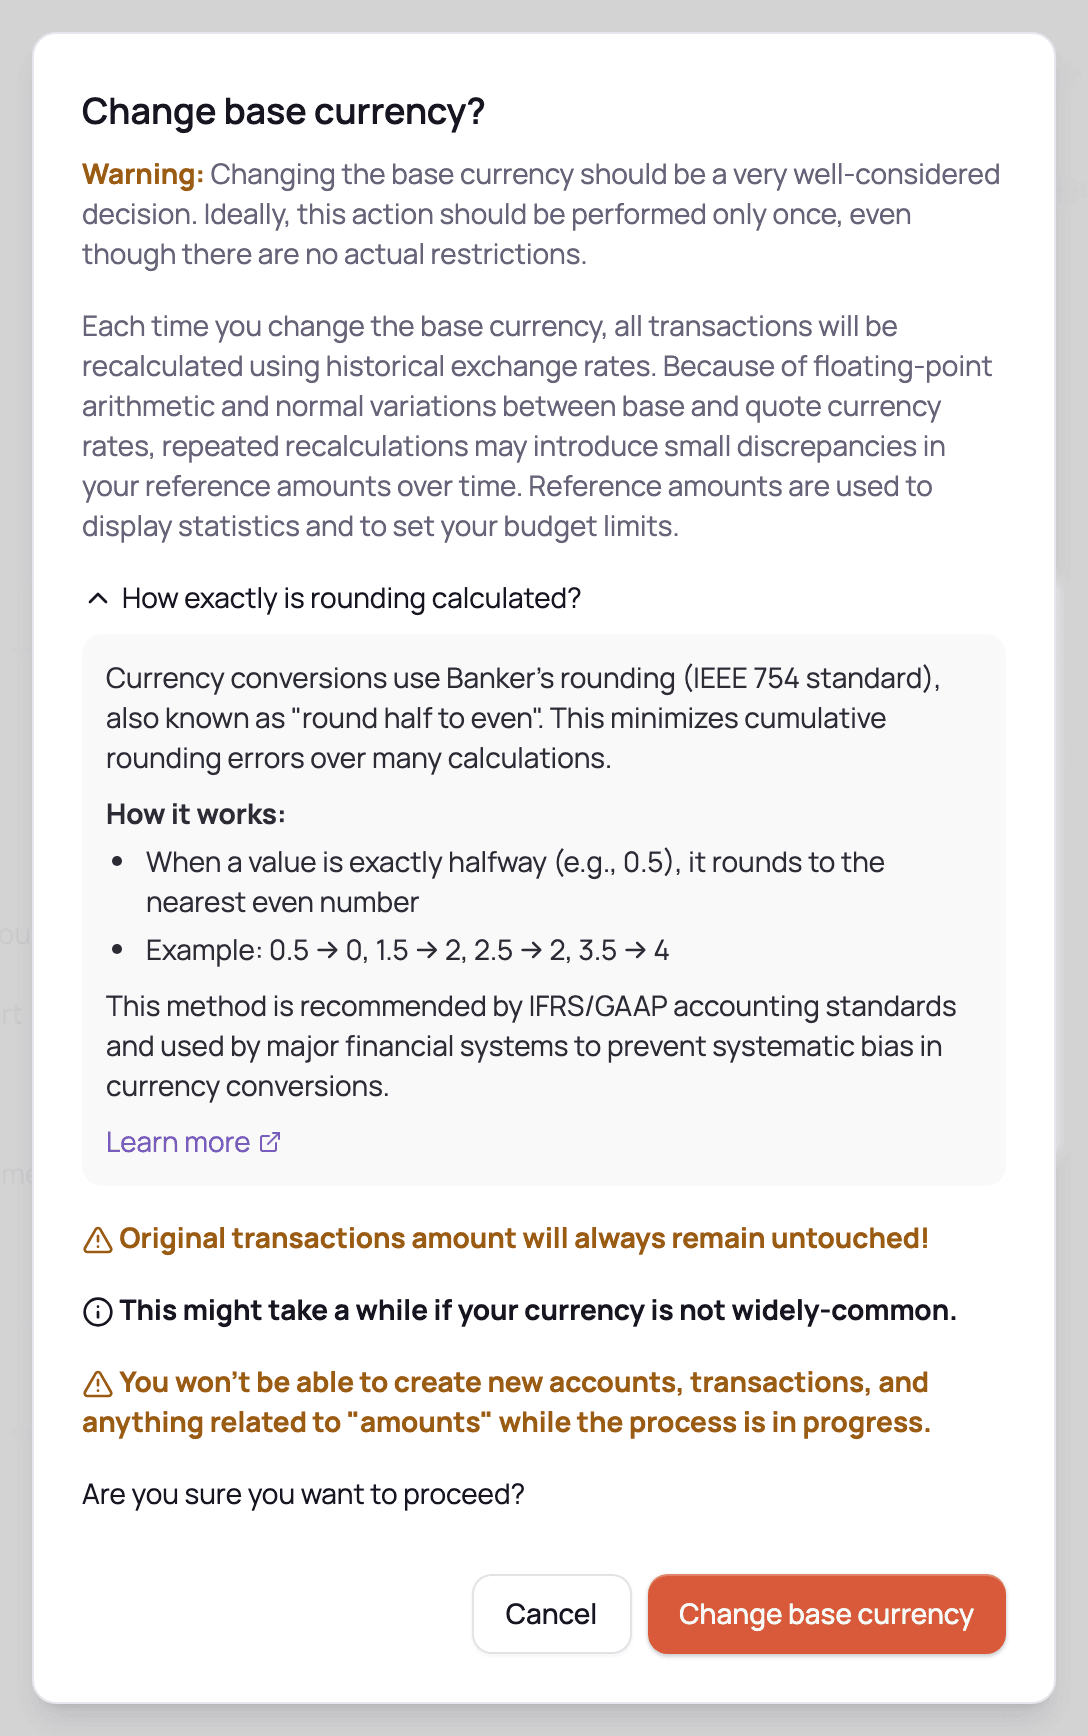 Change base currency?
Warning: Changing the base currency should be a very well-considered
decision. Ideally, this action should be performed only once, even
though there are no actual restrictions.
Each time you change the base currency, all transactions will be
recalculated using historical exchange rates. Because of floating-point
arithmetic and normal variations between base and quote currency
rates, repeated recalculations may introduce small discrepancies in
your reference amounts over time. Reference amounts are used to
display statistics and to set your budget limits.
How exactly is rounding calculated?
Currency conversions use Banker's rounding (IEEE 754 standard),
also known as "round half to even". This minimizes cumulative
rounding errors over many calculations.
How it works:
• When a value is exactly halfway (e.g., 0.5), it rounds to the
nearest even number
• Example: 0.5 → 0, 1.5 → 2, 2.5 → 2, 3.5 → 4
This method is recommended by IFRS/GAAP accounting standards
and used by major financial systems to prevent systematic bias in
currency conversions.
Learn more
Original transactions amount will always remain untouched!
This might take a while if your currency is not widely-common.
You won't be able to create new accounts, transactions, and
anything related to "amounts" while the process is in progress.
Are you sure you want to proceed?
Cancel
Change base currency